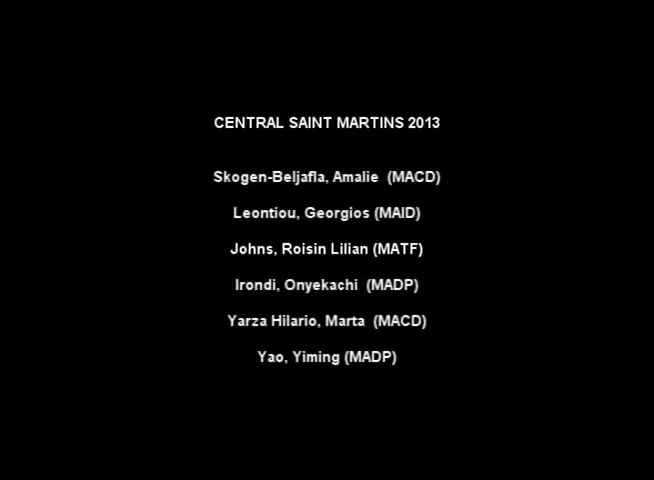 CENTRAL SAINT MARTINS 2013
Skogen-Beljafla, Amalie (MACD)
Leontiou, Georgios (MAID)
Johns, Roisin Lilian (MATF)
Irondi, Onyekachi (MADP)
Yarza Hilario, Marta (MACD)
Yao, Yiming (MADP)